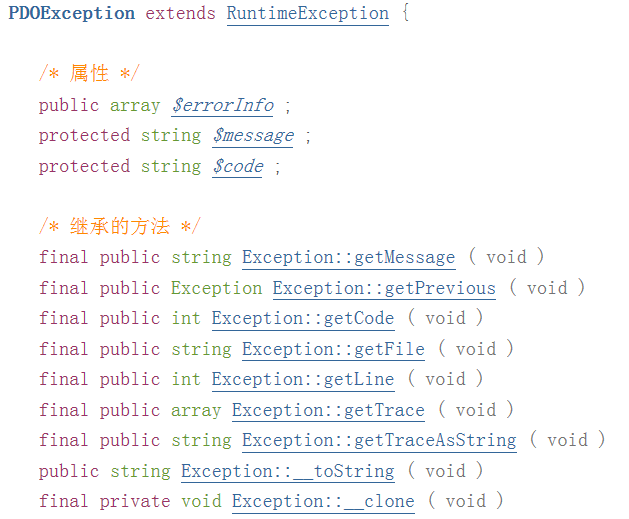 PDOException extends RuntimeException {
/* 属性 */
public array $errorInfo ;
protected string $message ;
protected string $code ;
/* 继承的方法 */
final public string Exception::getMessage ( void )
final public Exception Exception::getPrevious ( void )
final public int Exception::getCode ( void )
final public string Exception::getFile ( void )
final public int Exception::getLine ( void )
final public array Exception::getTrace ( void )
final public string Exception::getTraceAsString ( void )
public string Exception::__toString ( void )
final private void Exception::__clone ( void )